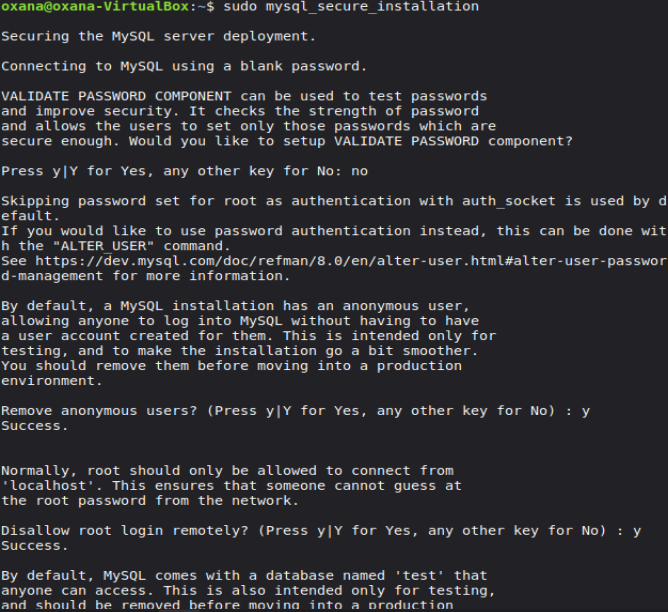 oxana@oxana-VirtualBox:~$ sudo mysql_secure_installation
Securing the MySQL server deployment.
Connecting to MySQL using a blank password.
VALIDATE PASSWORD COMPONENT can be used to test passwords
and improve security. It checks the strength of password
and allows the users to set only those passwords which are
secure enough. Would you like to setup VALIDATE PASSWORD component?
Press y|Y for Yes, any other key for No: no
Skipping password set for root as authentication with auth_socket is used by d
efault.
If you would like to use password authentication instead, this can be done wit
h the "ALTER_USER" command.
See https://dev.mysql.com/doc/refman/8.0/en/alter-user.html#alter-user-passwor
d-management for more information.
By default, a MySQL installation has an anonymous user,
allowing anyone to log into MySQL without having to have
a user account created for them. This is intended only for
testing, and to make the installation go a bit smoother.
You should remove them before moving into a production
environment.
Remove anonymous users? (Press y|Y for Yes, any other key for No) : y
Success.
Normally, root should only be allowed to connect from
'localhost'. This ensures that someone cannot guess at
the root password from the network.
Disallow root login remotely? (Press y|Y for Yes, any other key for No) : y
Success.
By default, MySQL comes with a database named 'test' that
anyone can access. This is also intended only for testing,
and should be removed before moving into a production